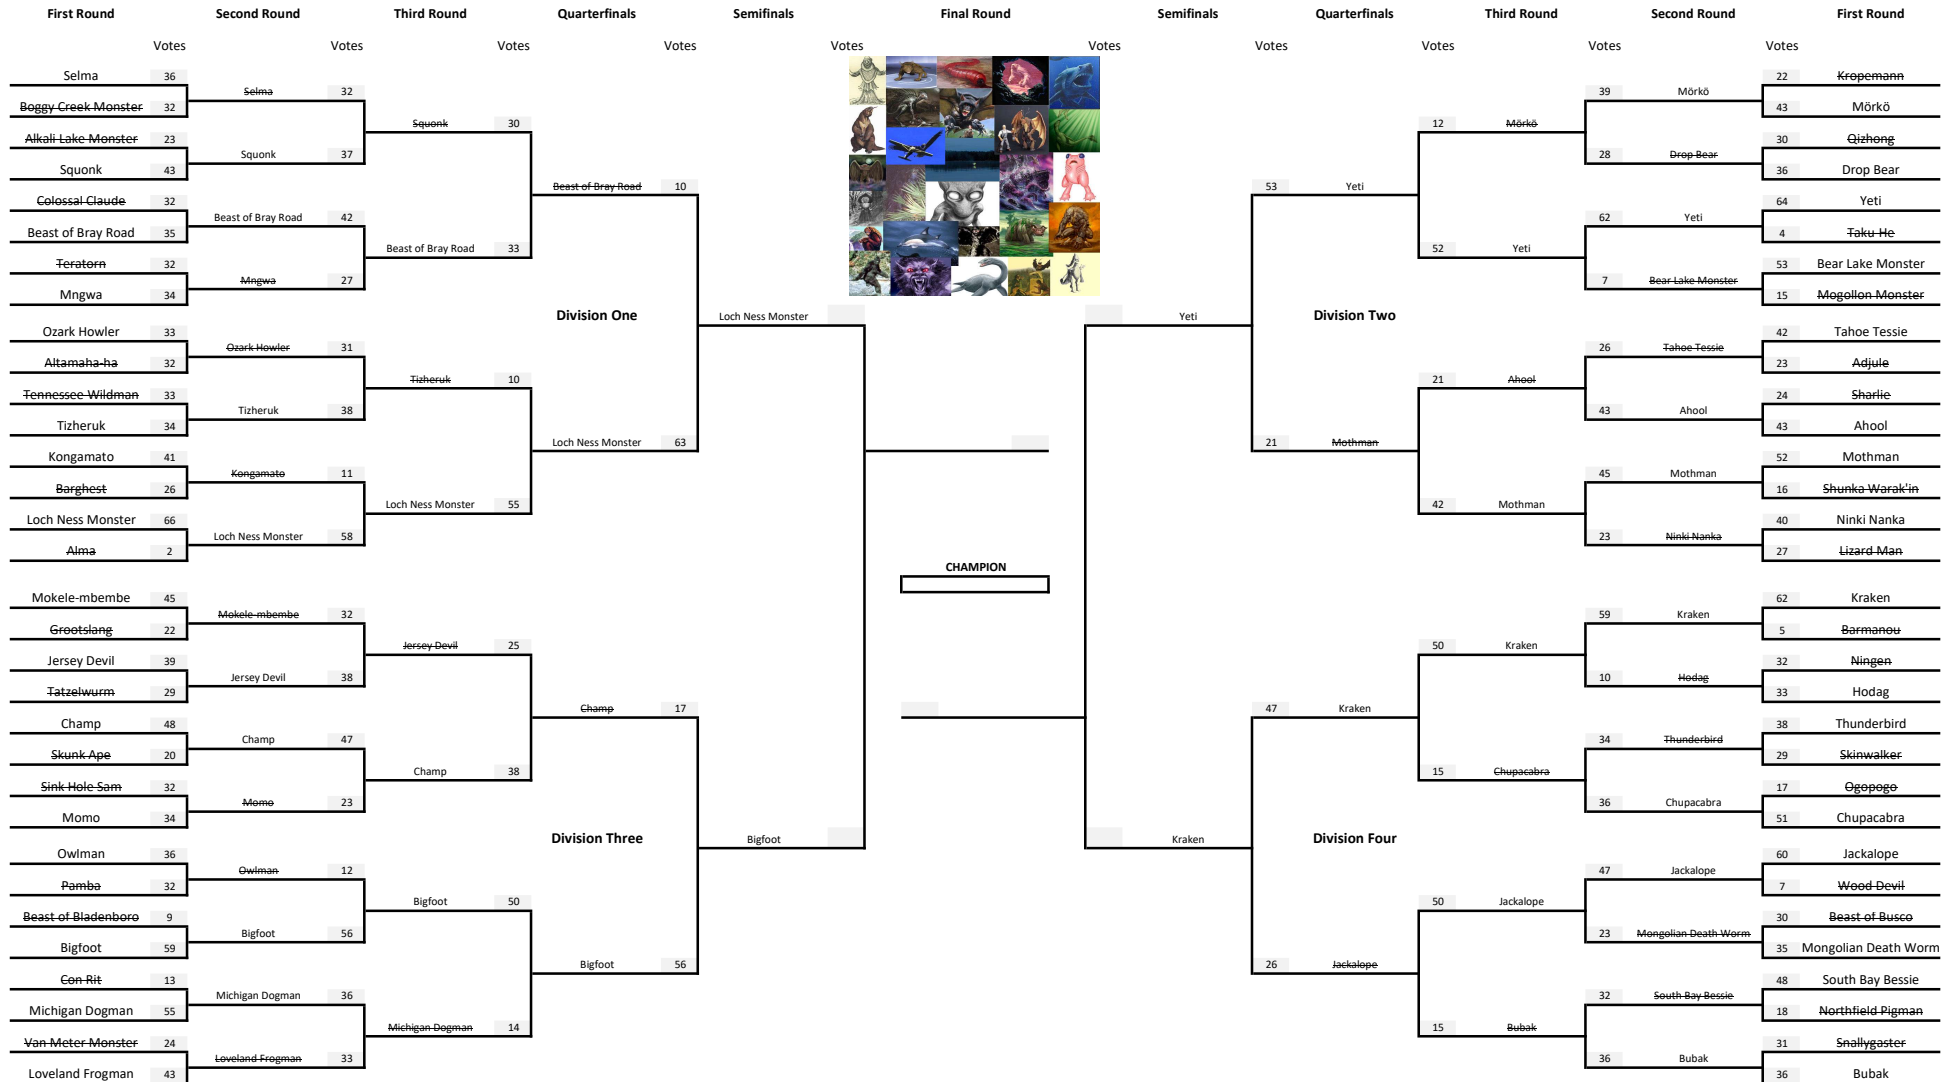 First Round Second Round Third Round Quarterfinals Semifinals Final Round Semifinals Quarterfinals Third Round Second Round First Round
Votes Votes Votes Votes Votes Votes Votes Votes Votes Votes
Selma 36
Selma 32
Boggy Creek Monster 32
Squonk 30
Alkali Lake Monster 23
Squonk 37
Squonk 43
Beast of Bray Road 10
Colossal Claude 32
Beast of Bray Road 42
Beast of Bray Road 35
Beast of Bray Road 33
Teratorn 32
Mngwa 27
Mngwa 34
Division One
Loch Ness Monster
Ozark Howler 33
Ozark Howler 31
Altamaha-ha 32
Tizheruk 10
Tennessee Wildman 33
Tizheruk 38
Tizheruk 34
Loch Ness Monster 63
Kongamato 41
Kongamato 11
Barghest 26
Loch Ness Monster 55
Loch Ness Monster 66
Loch Ness Monster 58
Alma 2
Mokele-mbembe 45
Mokele-mbembe 32
Grootslang 22
Jersey Devil 25
Jersey Devil 39
Jersey Devil 38
Tatzelwurm 29
Champ 17
Champ 48
Champ 47
Skunk Ape 20
Champ 38
Sink Hole Sam 32
Momo 23
Momo 34
Division Three
Bigfoot
Owlman 36
Owlman 12
Pamba 32
Bigfoot 50
Beast of Bladenboro 9
Bigfoot 56
Bigfoot 59
Bigfoot 56
Con Rit 13
Michigan Dogman 36
Michigan Dogman 55
Michigan Dogman 14
Van Meter Monster 24
Loveland Frogman 33
Loveland Frogman 43
CHAMPION
22 Kropemann
39 Mörkö
43 Mörkö
12 Mörkö
30 Qizhong
28 Drop Bear
36 Drop Bear
53 Yeti
64 Yeti
62 Yeti
4 Taku-He
52 Yeti
53 Bear Lake Monster
7 Bear Lake Monster
15 Mogollon Monster
Yeti
Division Two
42 Tahoe Tessie
26 Tahoe Tessie
23 Adjule
21 Ahool
24 Sharlie
43 Ahool
43 Ahool
21 Mothman
52 Mothman
45 Mothman
16 Shunka Warak'in
42 Mothman
40 Ninki Nanka
23 Ninki Nanka
27 Lizard Man
62 Kraken
59 Kraken
5 Barmanou
50 Kraken
32 Ningen
10 Hodag
33 Hodag
47 Kraken
38 Thunderbird
34 Thunderbird
29 Skinwalker
15 Chupacabra
17 Ogopogo
36 Chupacabra
51 Chupacabra
Kraken
Division Four
60 Jackalope
47 Jackalope
7 Wood Devil
50 Jackalope
30 Beast of Busco
23 Mongolian Death Worm
35 Mongolian Death Worm
26 Jackalope
48 South Bay Bessie
32 South Bay Bessie
18 Northfield Pigman
15 Bubak
31 Snallygaster
36 Bubak
36 Bubak